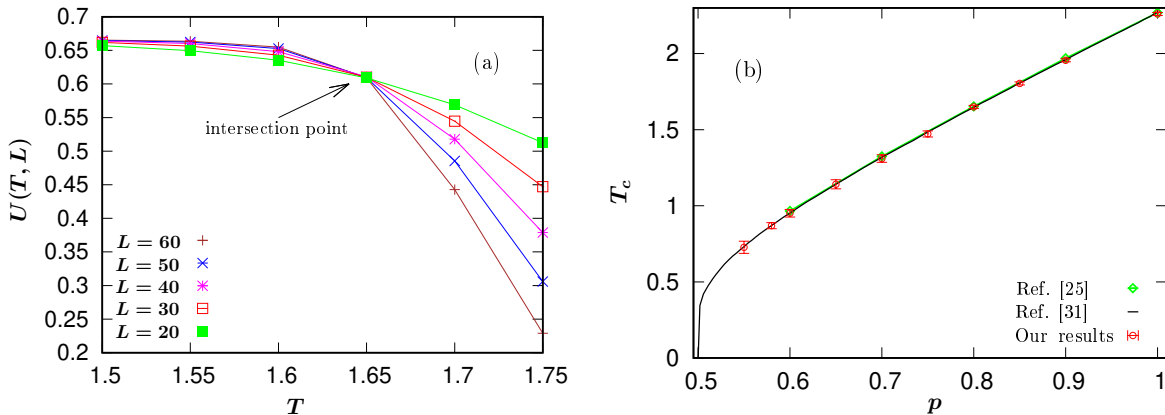 0.7
0.65
0.6
0.55
0.5
0.45
0.4
0.35
0.3
0.25
0.2
U(T, L)
(a)
intersection point
L = 60
L = 50
L = 40
L = 30
L = 20
1.5 1.55 1.6 1.65 1.7 1.75
T
2
1.5
1
0.5
0
T_c
(b)
Ref. [25]
Ref. [31]
Our results
0.5 0.6 0.7 0.8 0.9 1
p